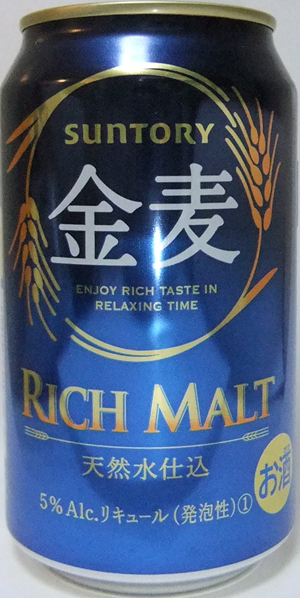 SUNTORY
金麦
ENJOY RICH TASTE IN
RELAXING TIME
RICH MALT
天然水仕込
お酒
5% Alc. リキュール (発泡性)①